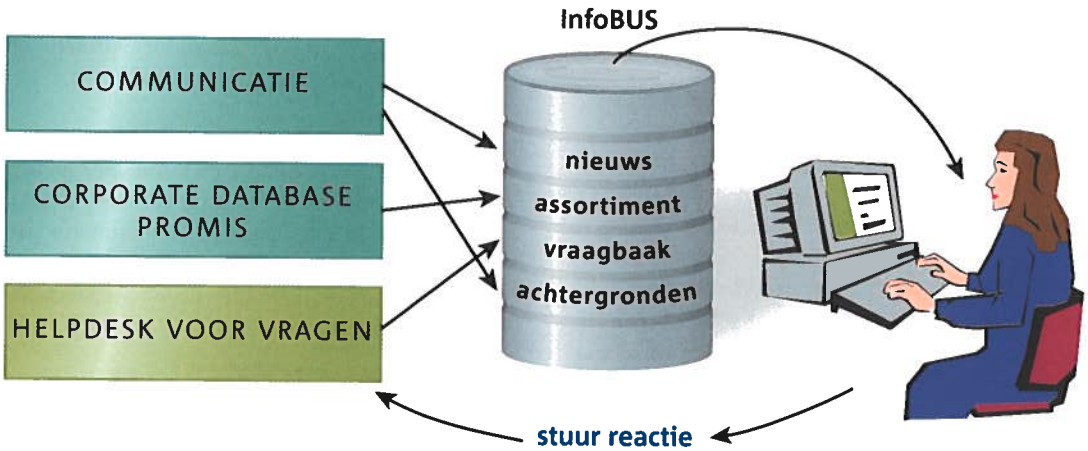 InfoBUS
COMMUNICATIE
CORPORATE DATABASE
PROMIS
HELPDESK VOOR VRAGEN
nieuws
assortiment
vraagbaak
achtergronden
stuur reactie